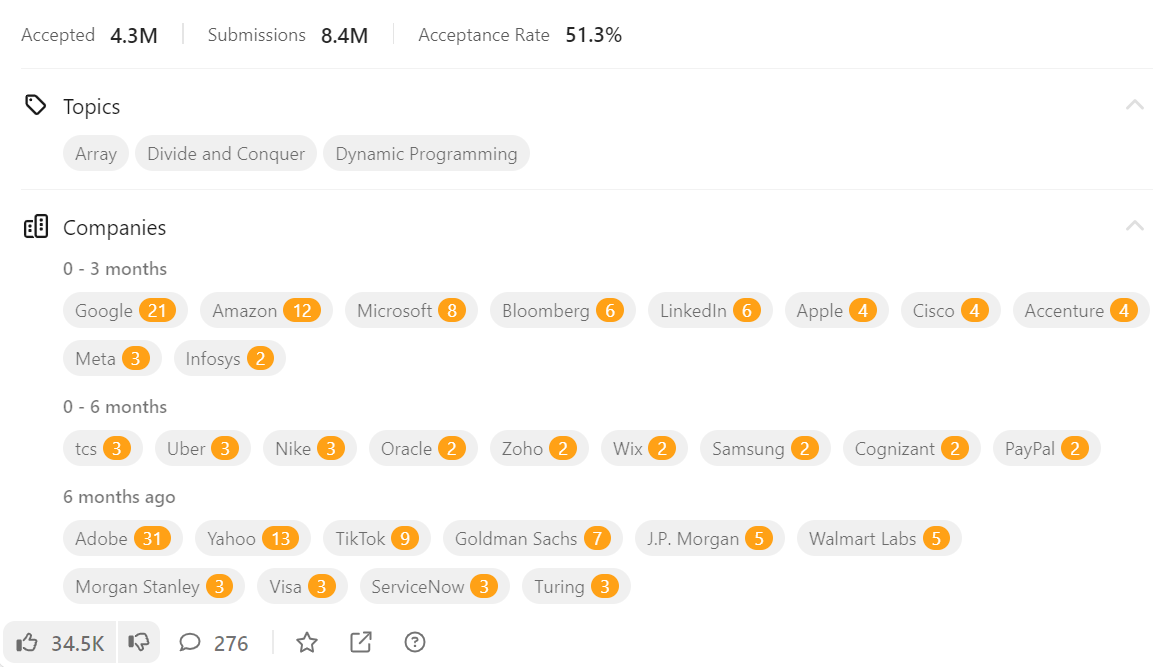 Accepted 4.3M Submissions 8.4M Acceptance Rate 51.3%
Topics
Array Divide and Conquer Dynamic Programming
Companies
0 - 3 months
Google 21 Amazon 12 Microsoft 8 Bloomberg 6 LinkedIn 6 Apple 4 Cisco 4 Accenture 4
Meta 3 Infosys 2
0 - 6 months
tcs 3 Uber 3 Nike 3 Oracle 2 Zoho 2 Wix 2 Samsung 2 Cognizant 2 PayPal 2
6 months ago
Adobe 31 Yahoo 13 TikTok 9 Goldman Sachs 7 J.P. Morgan 5 Walmart Labs 5
Morgan Stanley 3 Visa 3 ServiceNow 3 Turing 3
34.5K 276